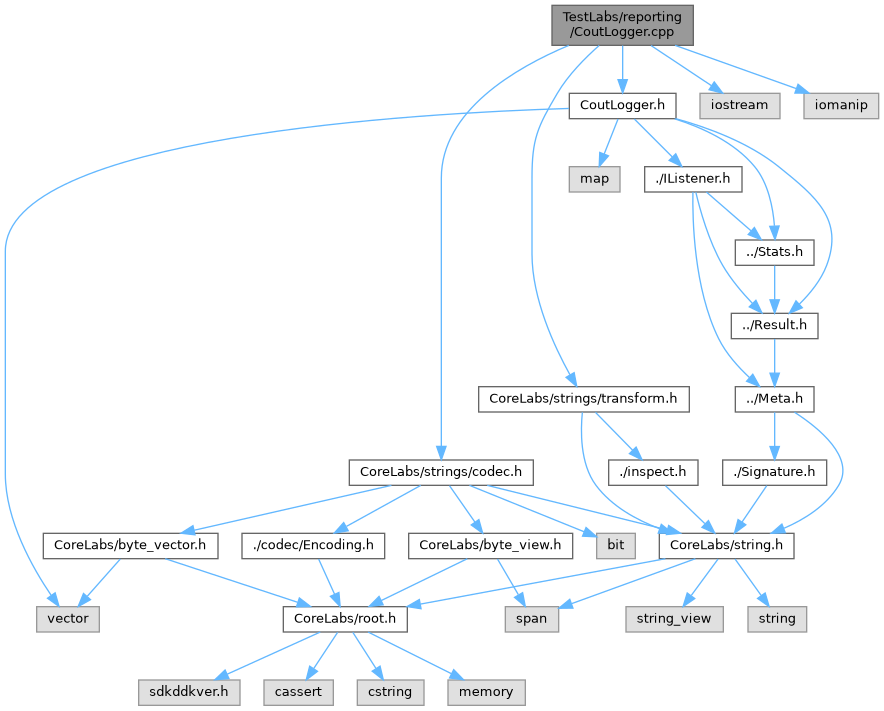 TestLabs/reporting
/CoutLogger.cpp
CoutLogger.h
iostream
iomanip
map
./IListener.h
../Stats.h
../Result.h
CoreLabs/strings/transform.h
../Meta.h
CoreLabs/strings/codec.h
./inspect.h
./Signature.h
CoreLabs/byte_vector.h
./codec/Encoding.h
CoreLabs/byte_view.h
bit
CoreLabs/string.h
vector
CoreLabs/root.h
span
string_view
string
sdkddkver.h
cassert
cstring
memory